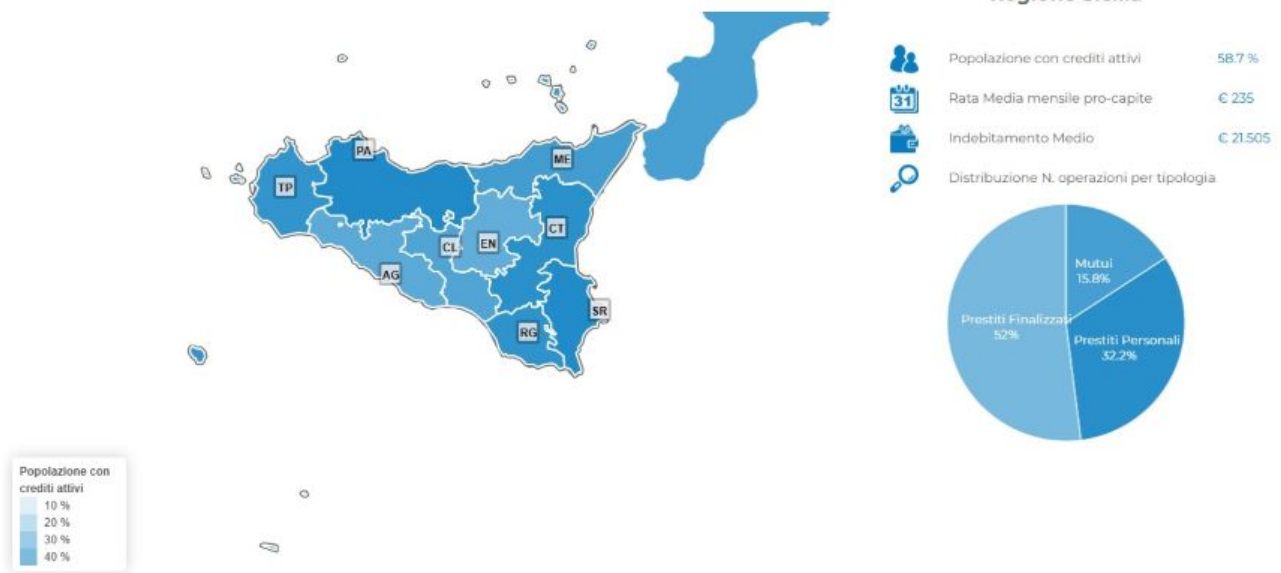 Popolazione con crediti attivi 58.7 %
31 Rata Media mensile pro-capite € 235
Indebitamento Medio € 21.505
Distribuzione N. operazioni per tipologia
PA
ME
TP
CT
CL
EN
AG
SR
RG
Mutui
15.8%
Prestiti Finalizzati
52%
Prestiti Personali
32.2%
Popolazione con
crediti attivi
10 %
20 %
30 %
40 %